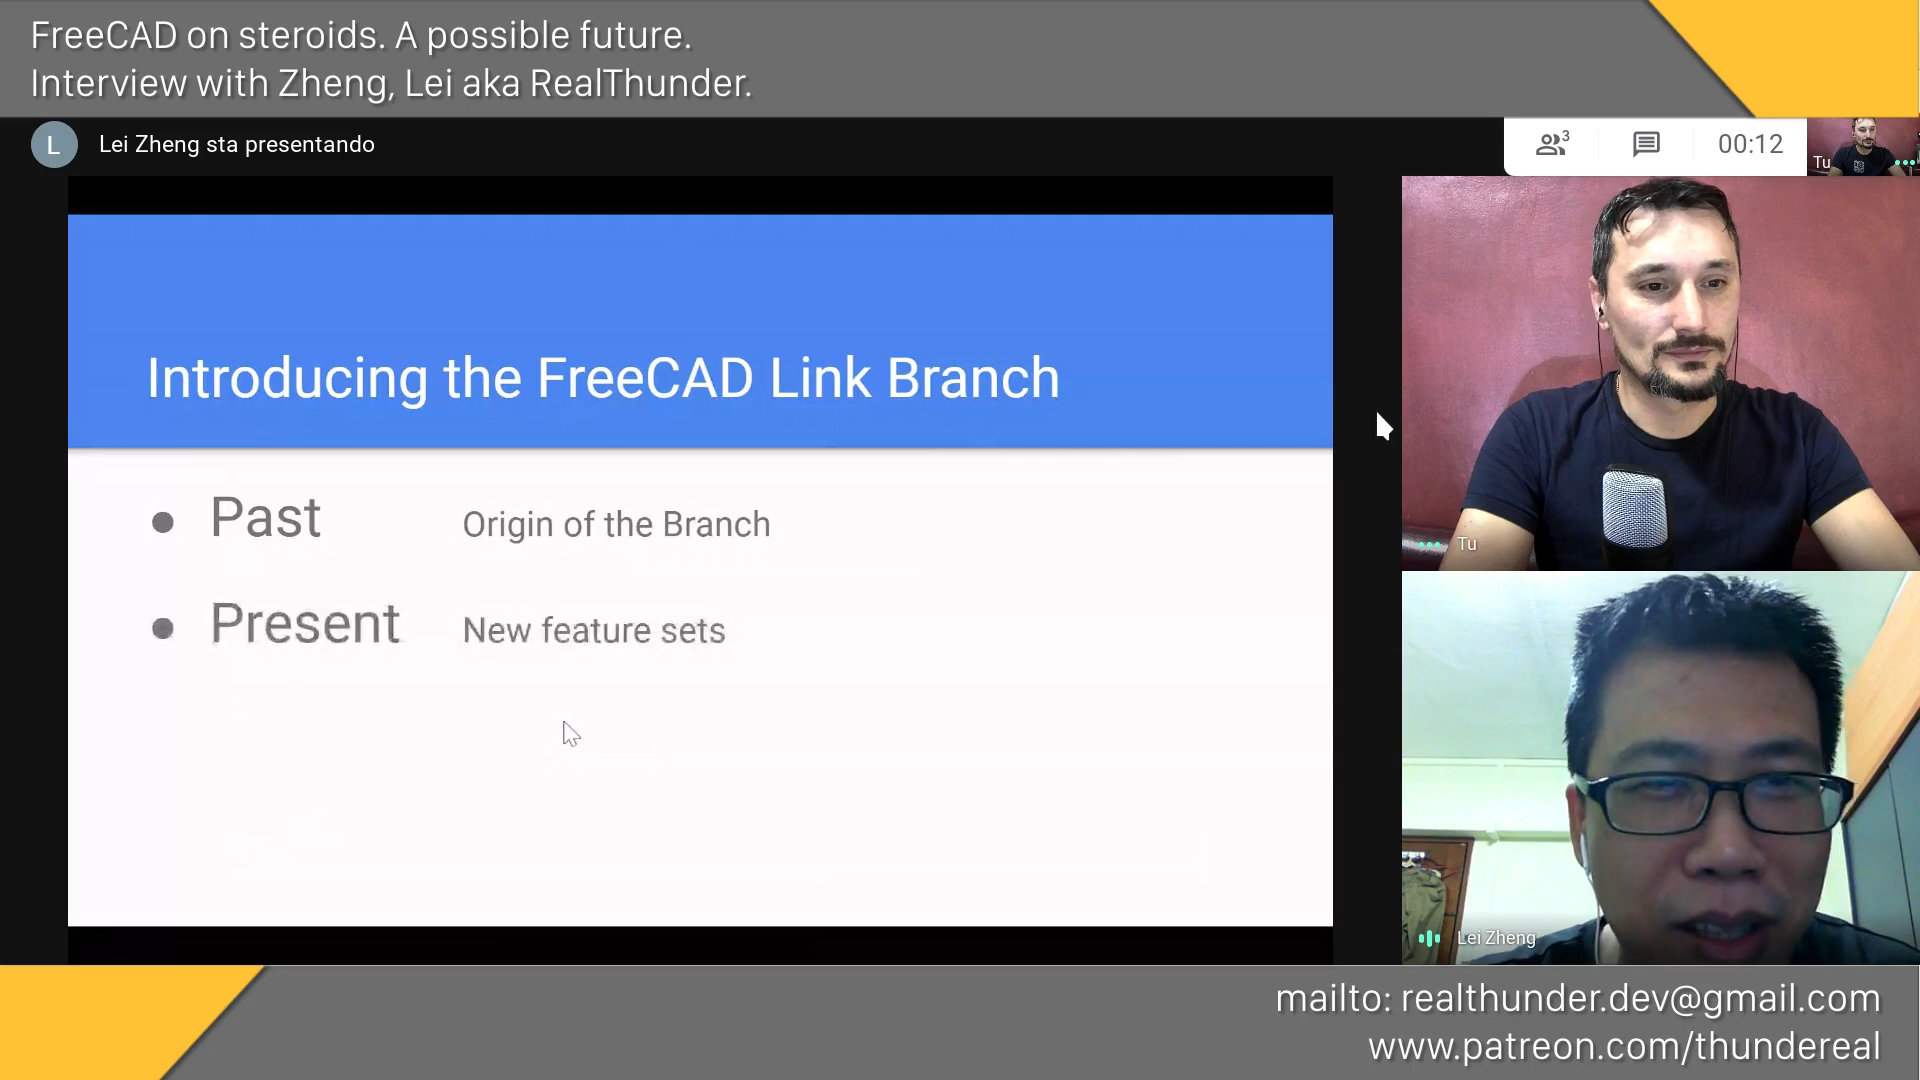 FreeCAD on steroids. A possible future.
Interview with Zheng, Lei aka RealThunder.
L
Lei Zheng sta presentando
3
00:12
Tu
Introducing the FreeCAD Link Branch
Past Origin of the Branch
Present New feature sets
Tu
Lei Zheng
mailto: realthunder.dev@gmail.com
www.patreon.com/thundereal